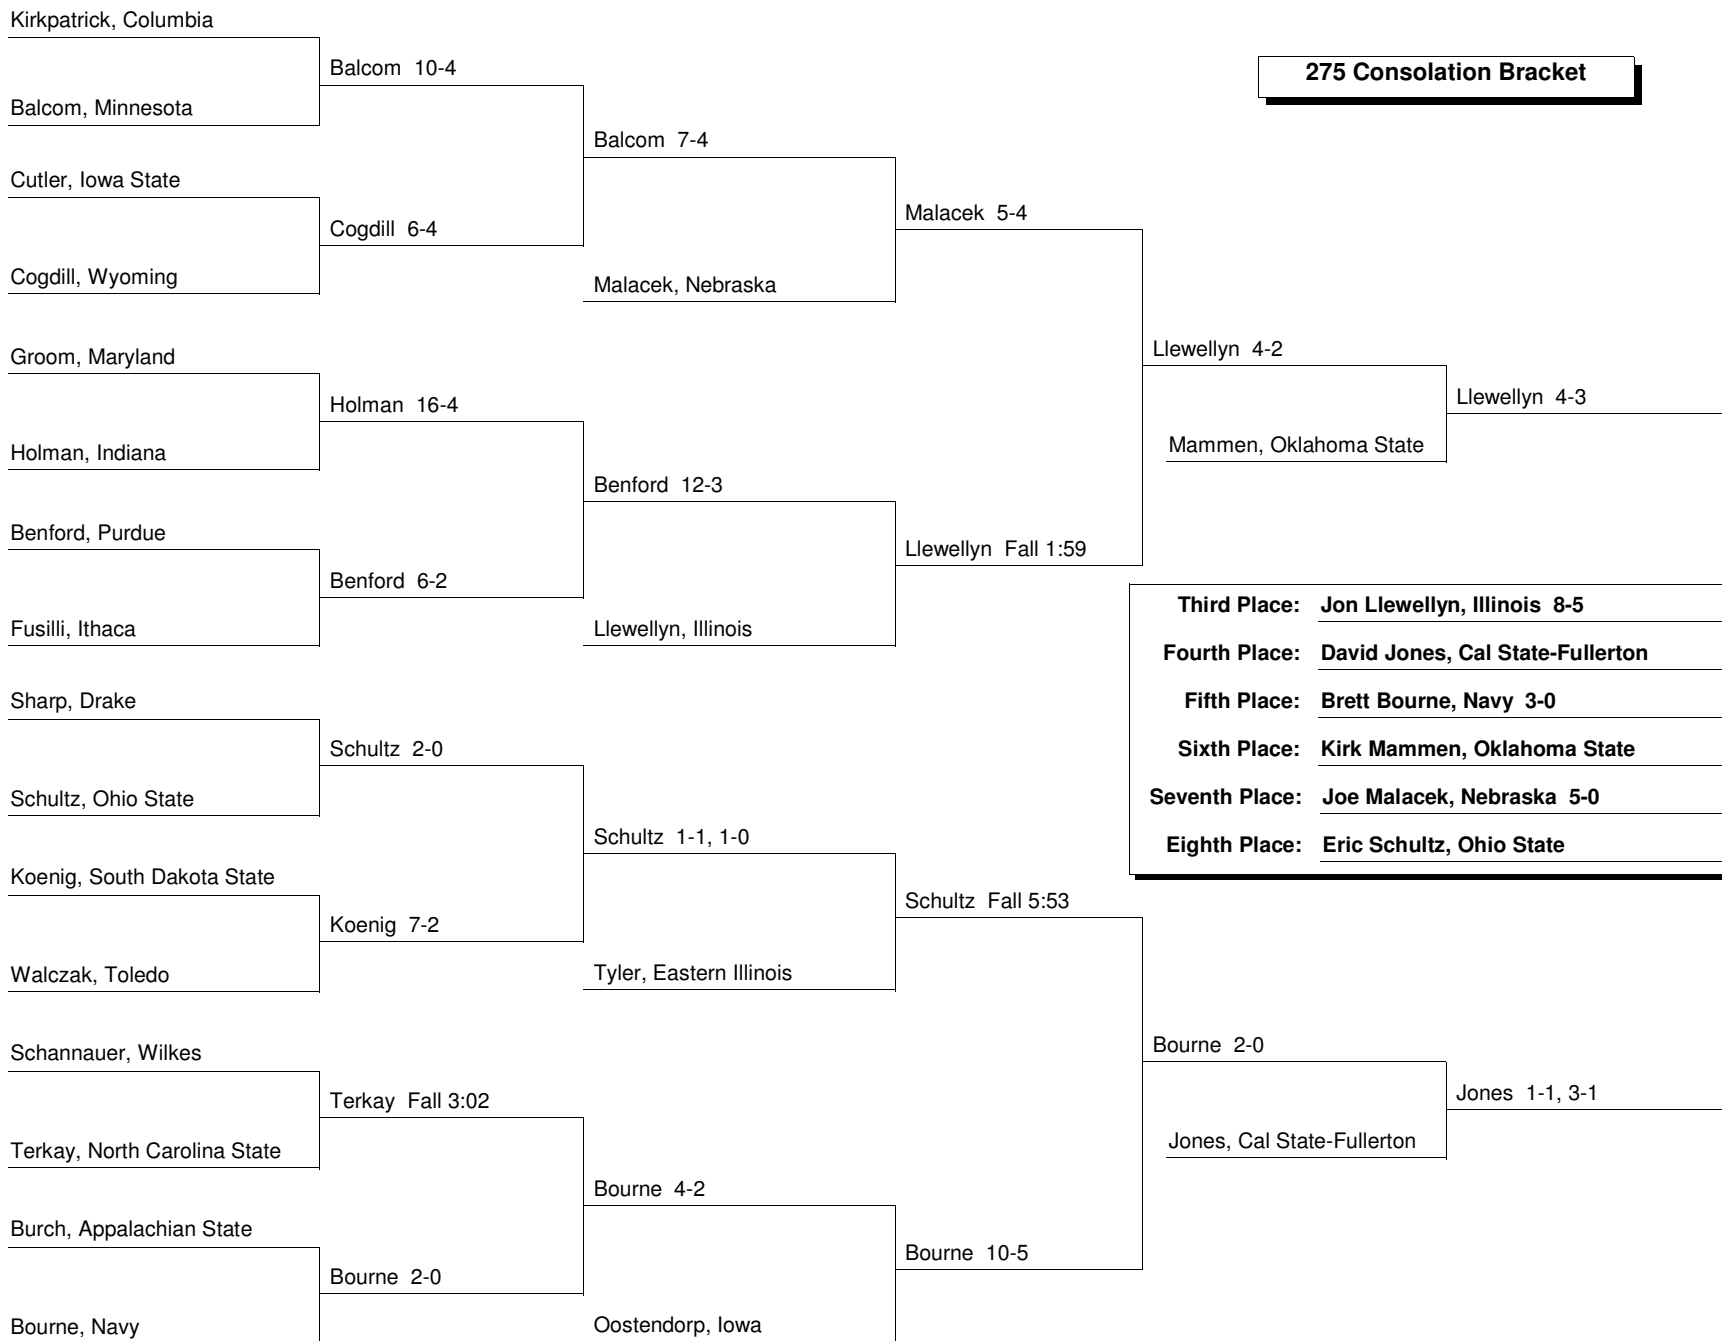 Kirkpatrick, Columbia
Balcom, Minnesota
Cutler, Iowa State
Cogdill, Wyoming
Groom, Maryland
Holman, Indiana
Benford, Purdue
Fusilli, Ithaca
Sharp, Drake
Schultz, Ohio State
Koenig, South Dakota State
Walczak, Toledo
Schannauer, Wilkes
Terkay, North Carolina State
Burch, Appalachian State
Bourne, Navy
Balcom 10-4
Cogdill 6-4
Holman 16-4
Benford 6-2
Schultz 2-0
Koenig 7-2
Terkay Fall 3:02
Bourne 2-0
Balcom 7-4
Malacek, Nebraska
Benford 12-3
Llewellyn, Illinois
Schultz 1-1, 1-0
Tyler, Eastern Illinois
Bourne 4-2
Oostendorp, Iowa
Malacek 5-4
Llewellyn Fall 1:59
Schultz Fall 5:53
Bourne 10-5
Llewellyn 4-2
Mammen, Oklahoma State
Bourne 2-0
Jones, Cal State-Fullerton
Llewellyn 4-3
Jones 1-1, 3-1
275 Consolation Bracket
Third Place: Jon Llewellyn, Illinois 8-5
Fourth Place: David Jones, Cal State-Fullerton
Fifth Place: Brett Bourne, Navy 3-0
Sixth Place: Kirk Mammen, Oklahoma State
Seventh Place: Joe Malacek, Nebraska 5-0
Eighth Place: Eric Schultz, Ohio State